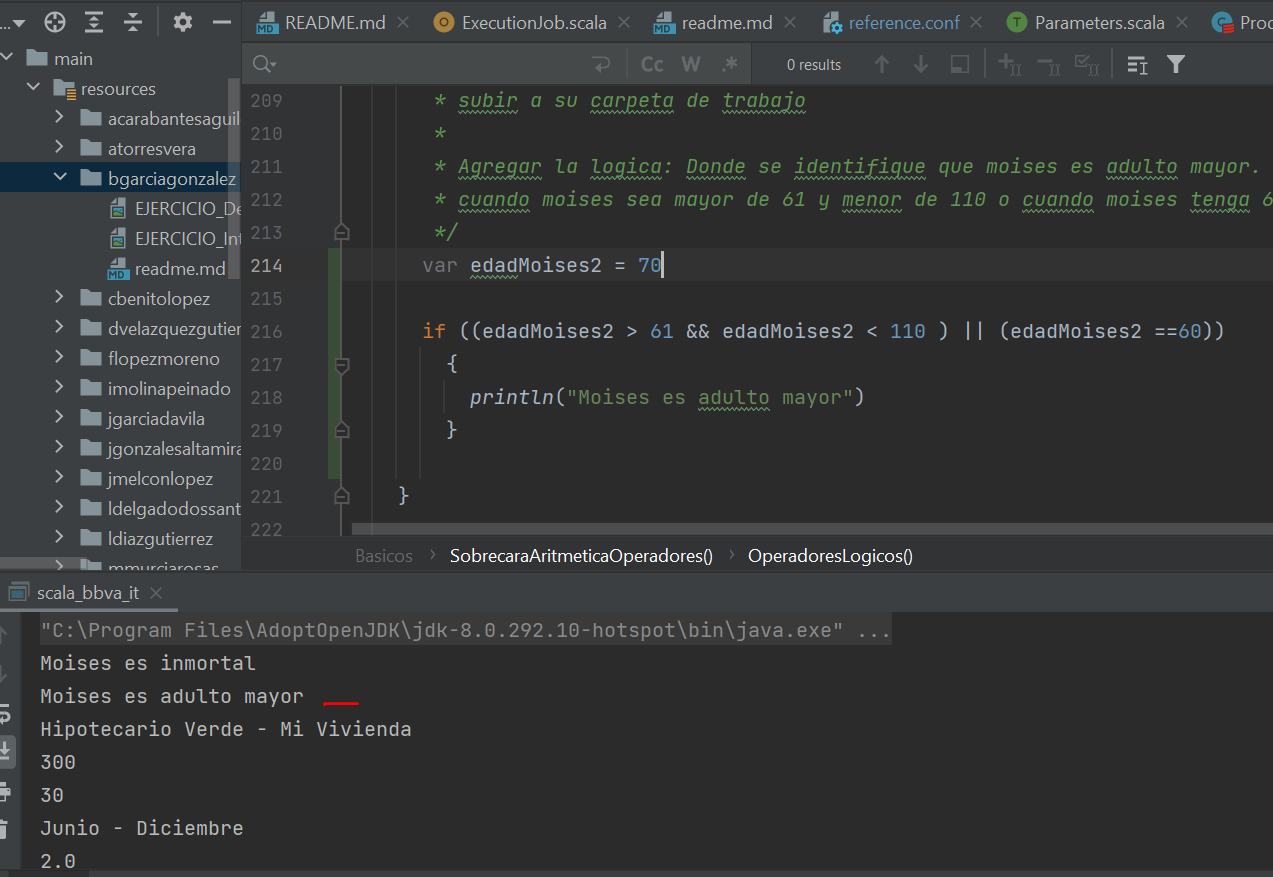 ...
README.md
ExecutionJob.scala
readme.md
reference.conf
Parameters.scala
Proc
Cc W .* 0 results
main
resources
acarabantesaguil
atorresvera
bgarciagonzalez
EJERCICIO_De
EJERCICIO_Int
readme.md
cbenitolopez
dvelazquezgutier
flopezmoreno
imolinapeinado
jgarciadavila
jgonzalesaltamira
jmelconlopez
ldelgadodossant
ldiazgutierrez
mmurciarosas
209 * subir a su carpeta de trabajo
210 *
211 * Agregar la logica: Donde se identifique que moises es adulto mayor.
212 * cuando moises sea mayor de 61 y menor de 110 o cuando moises tenga 6
213 */
214 var edadMoises2 = 70
215
216 if ((edadMoises2 > 61 && edadMoises2 < 110 ) || (edadMoises2 ==60))
217 {
218 println("Moises es adulto mayor")
219 }
220
221 }
222
Basicos > SobrecaraAritmeticaOperadores() > OperadoresLogicos()
scala_bbva_it
"C:\Program Files\AdoptOpenJDK\jdk-8.0.292.10-hotspot\bin\java.exe" ...
Moises es inmortal
Moises es adulto mayor
Hipotecario Verde - Mi Vivienda
300
30
Junio - Diciembre
2.0